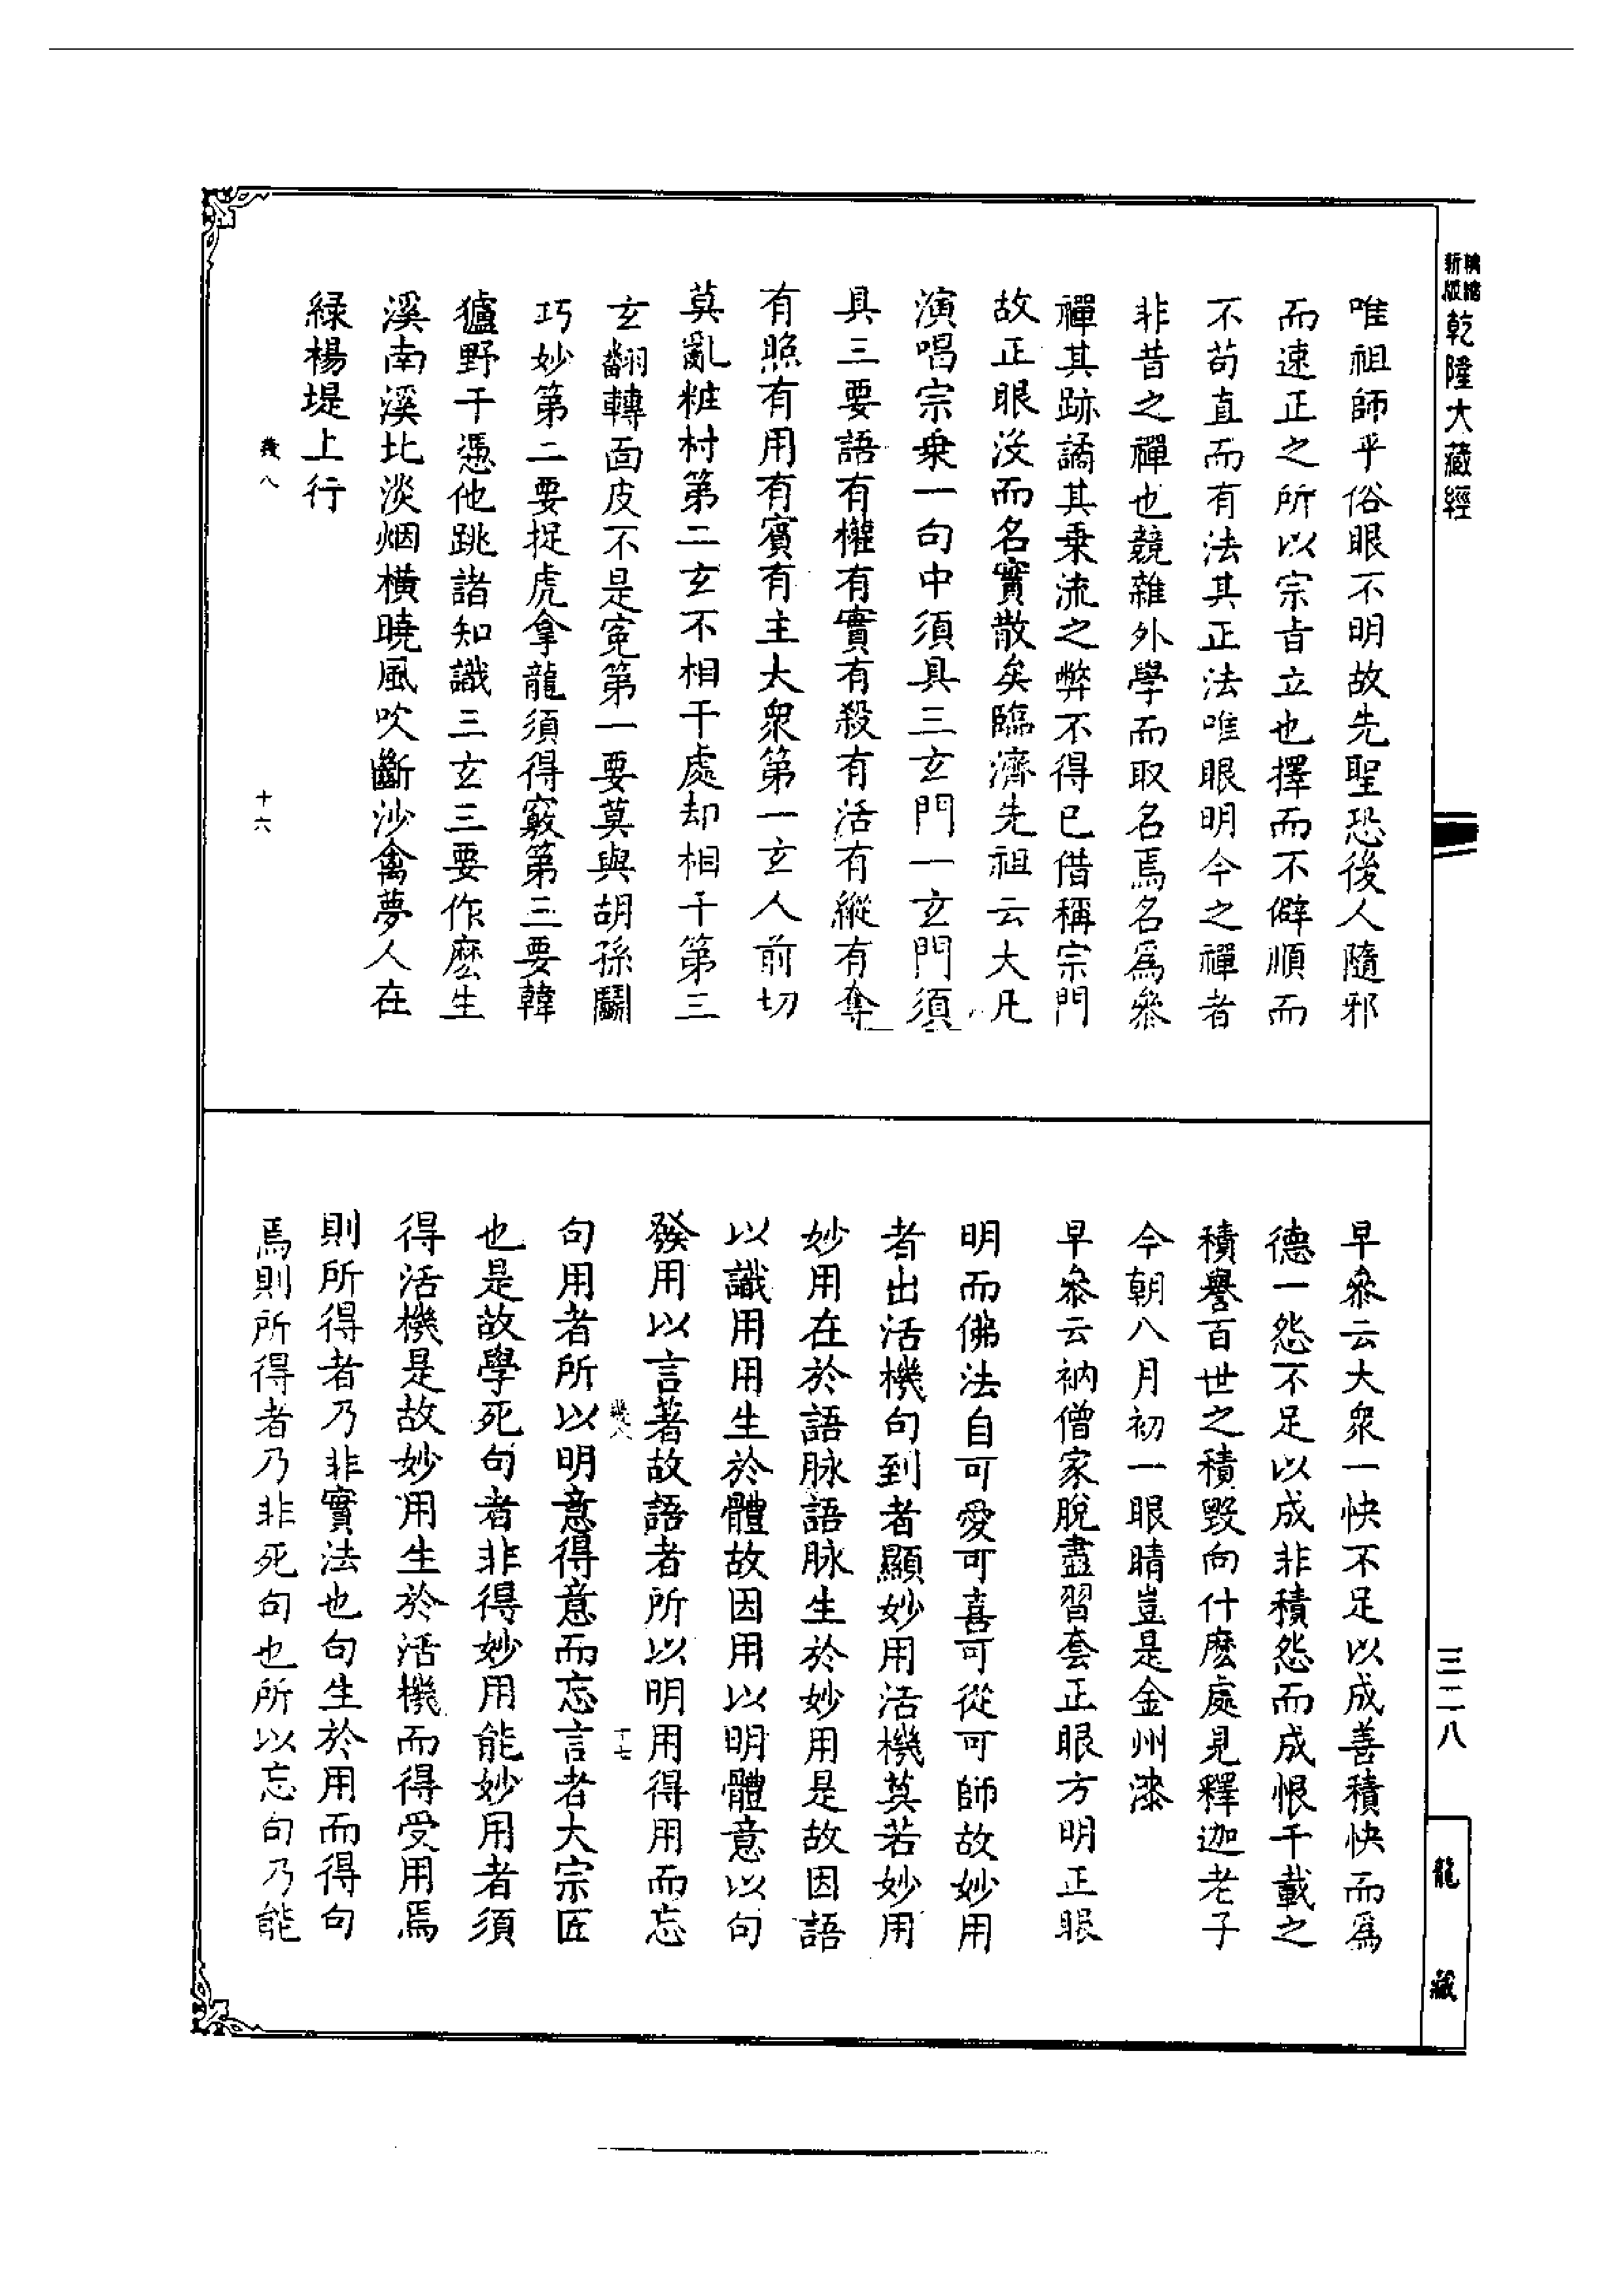 乾隆大藏經
唯祖師乎俗眼不明故先聖恐後人隨邪
而速正之所以宗旨立也擇而不僻順而
不苟直而有法其正法唯眼明今之禪者
非昔之禪也競雜外學而取名焉名為叅
禪其跡譎其乗流之弊不得已借稱宗門
故正眼沒而名實散矣臨濟先祖云大凡
演唱宗乗一句中須具三玄門一玄門須
具三要語有權有實有殺有活有縱有奪
有照有用有賓有主大衆第一玄人前切
莫亂粧村第二玄不相干處却相干第三
玄翻轉面皮不是寃第一要莫與胡孫鬬
巧妙第二要捉虎拿龍須得竅第三要韓
獹野干憑他跳諸知識三玄三要作麽生
溪南溪北淡烟橫曉風吹斷沙禽夢人在
綠楊堤上行
十六
早叅云大衆一快不足以成善積快而爲
德一怨不足以成非積怨而成恨千載之
積譽百世之積毀向什麽處見釋迦老子
今朝八月初一眼睛豈是金州漆
早叅云衲僧家脫盡習套正眼方明正眼
明而佛法自可愛可喜可從可師故妙用
者出活機句到者顯妙用活機莫若妙用
妙用在於語脉語脉生於妙用是故因語
以識用用生於體故因用以明體意以句
發用以言著故語者所以明用得用而忘
十七
句用者所以明意得意而忘言者大宗匠
也是故學死句者非得妙用能妙用者須
得活機是故妙用生於活機而得受用焉
則所得者乃非實法也句生於用而得句
焉則所得者乃非死句也所以忘句乃能
三二八
龍藏